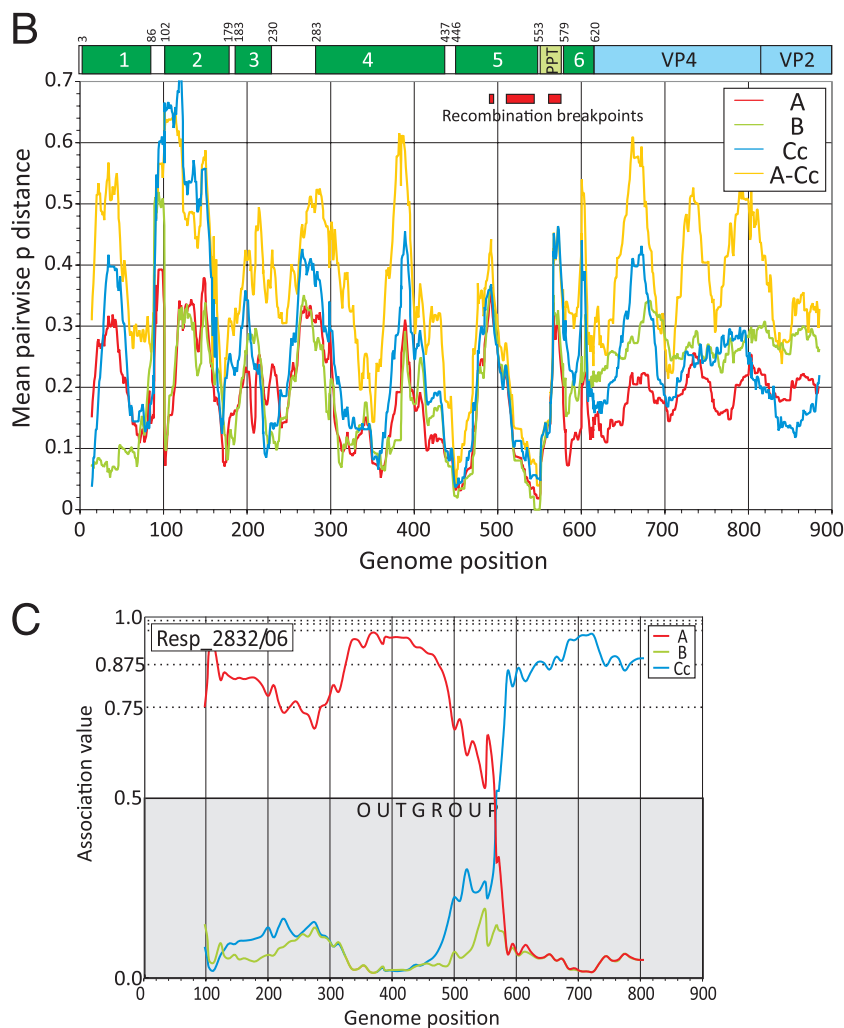 B
3 86 102 179 183 230 283 437 446 553 579 620
1 2 3 4 5 PPT 6 VP4 VP2
Mean pairwise p distance
0.7
0.6
0.5
0.4
0.3
0.2
0.1
0
Recombination breakpoints
A
B
Cc
A-Cc
0 100 200 300 400 500 600 700 800 900
Genome position
C
Association value
1.0
0.875
0.75
0.5
0.0
Resp_2832/06
A
B
Cc
OUTGROUP
0 100 200 300 400 500 600 700 800 900
Genome position